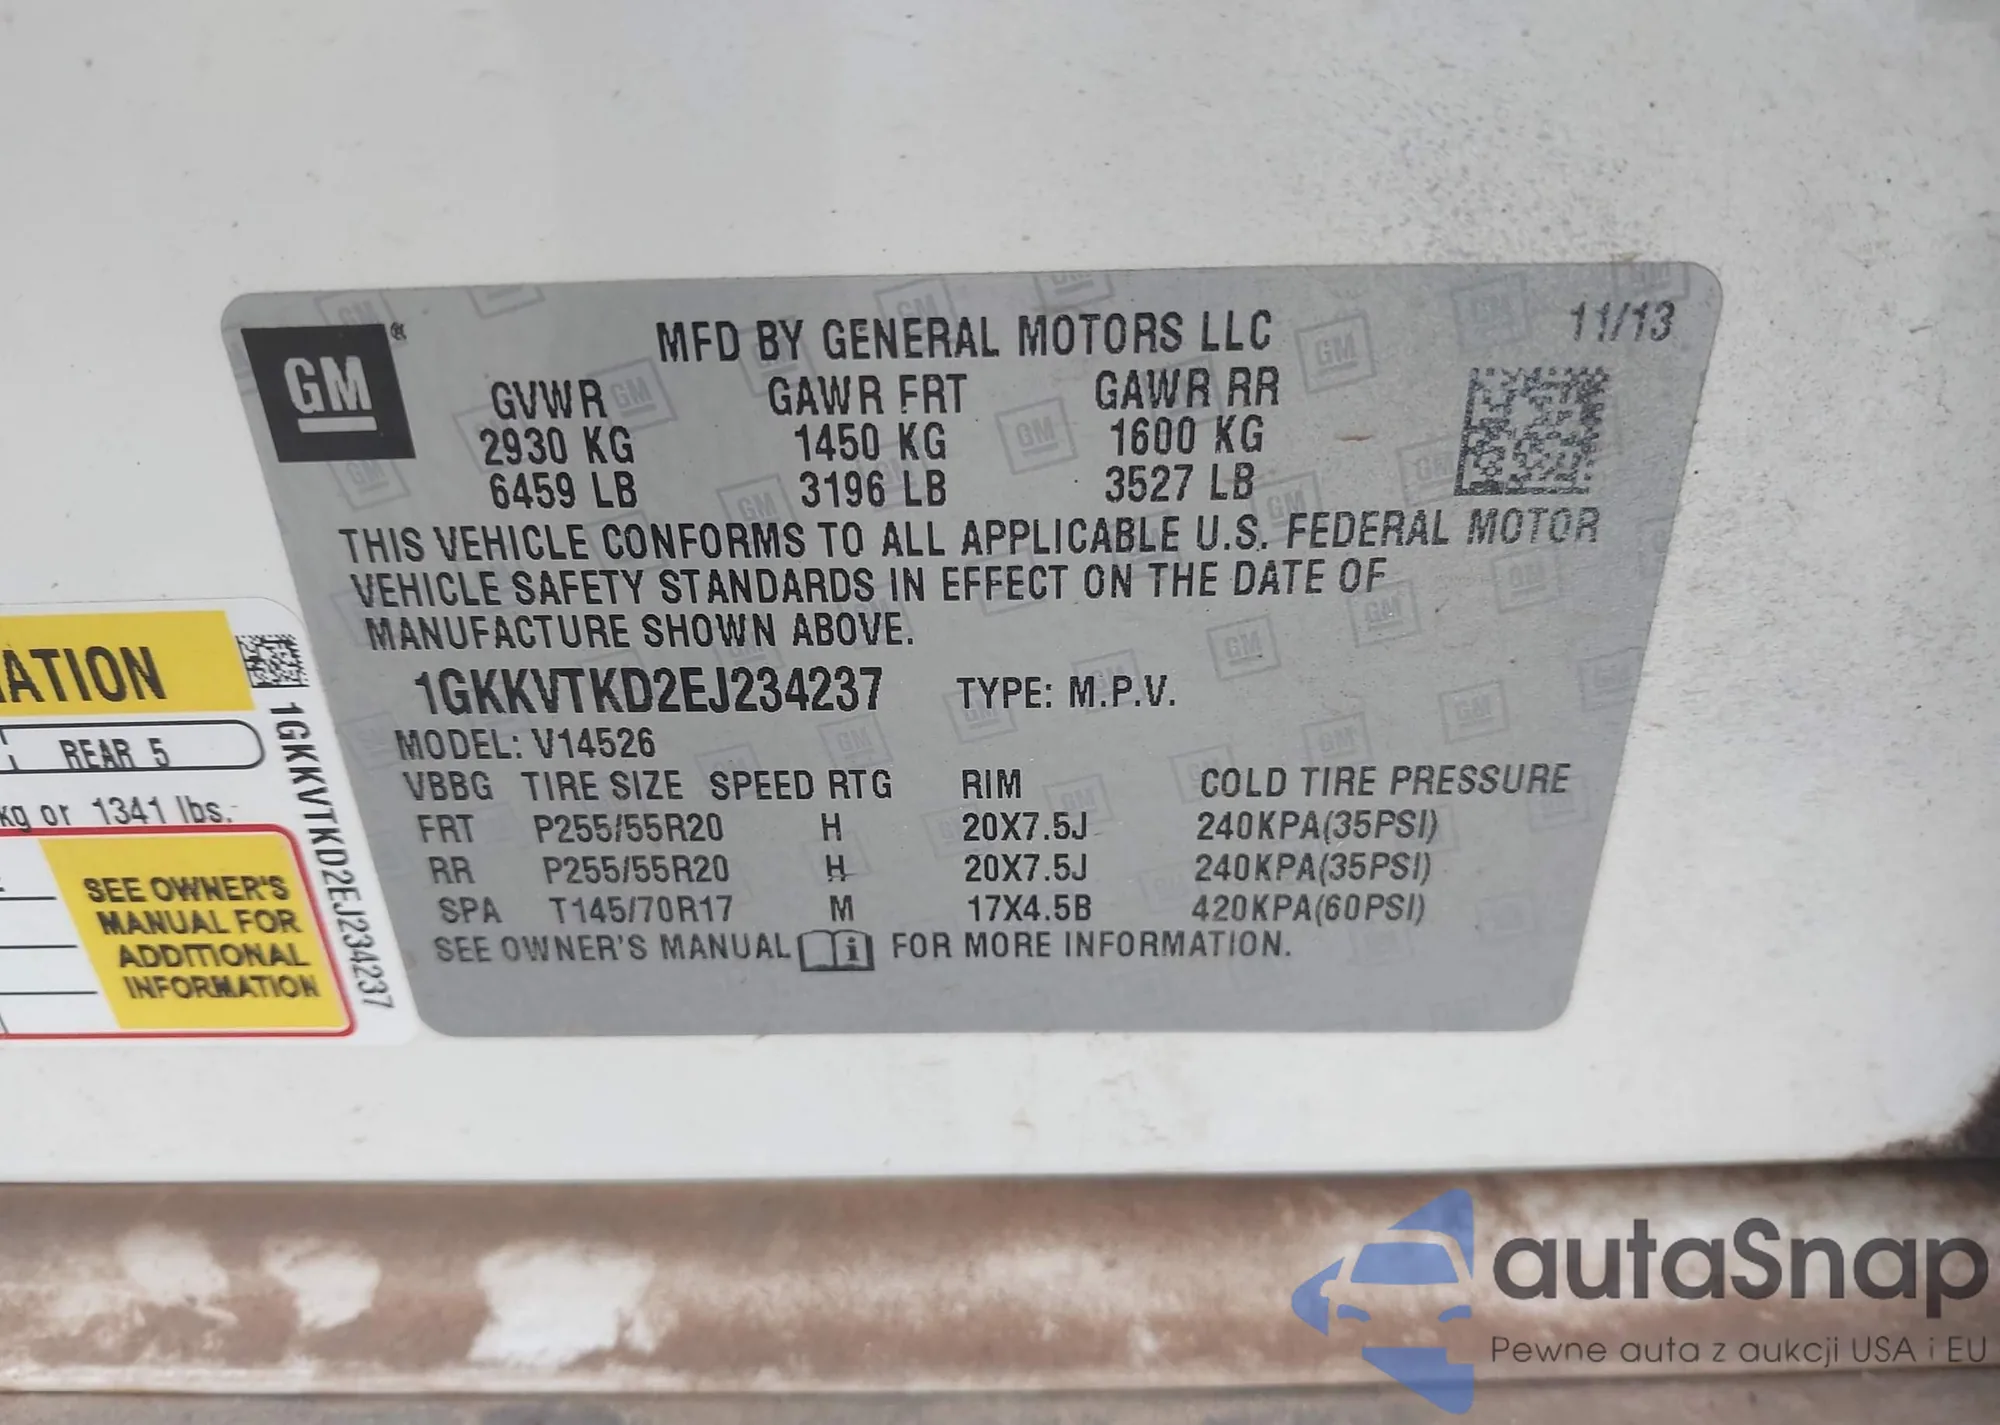 GM ®
MFD BY GENERAL MOTORS LLC
11/13
GVWR GAWR FRT GAWR RR
2930 KG 1450 KG 1600 KG
6459 LB 3196 LB 3527 LB
THIS VEHICLE CONFORMS TO ALL APPLICABLE U.S. FEDERAL MOTOR
VEHICLE SAFETY STANDARDS IN EFFECT ON THE DATE OF
MANUFACTURE SHOWN ABOVE.
1GKKVTKD2EJ234237 TYPE: M.P.V.
MODEL: V14526
VBBG TIRE SIZE SPEED RTG RIM COLD TIRE PRESSURE
FRT P255/55R20 H 20X7.5J 240KPA(35PSI)
RR P255/55R20 H 20X7.5J 240KPA(35PSI)
SPA T145/70R17 M 17X4.5B 420KPA(60PSI)
SEE OWNER'S MANUAL i FOR MORE INFORMATION.
ATION
REAR 5
kg or 1341 lbs.
SEE OWNER'S
MANUAL FOR
ADDITIONAL
INFORMATION
1GKKVTKD2EJ234237
autaSnap
Pewne auta z aukcji USA i EU